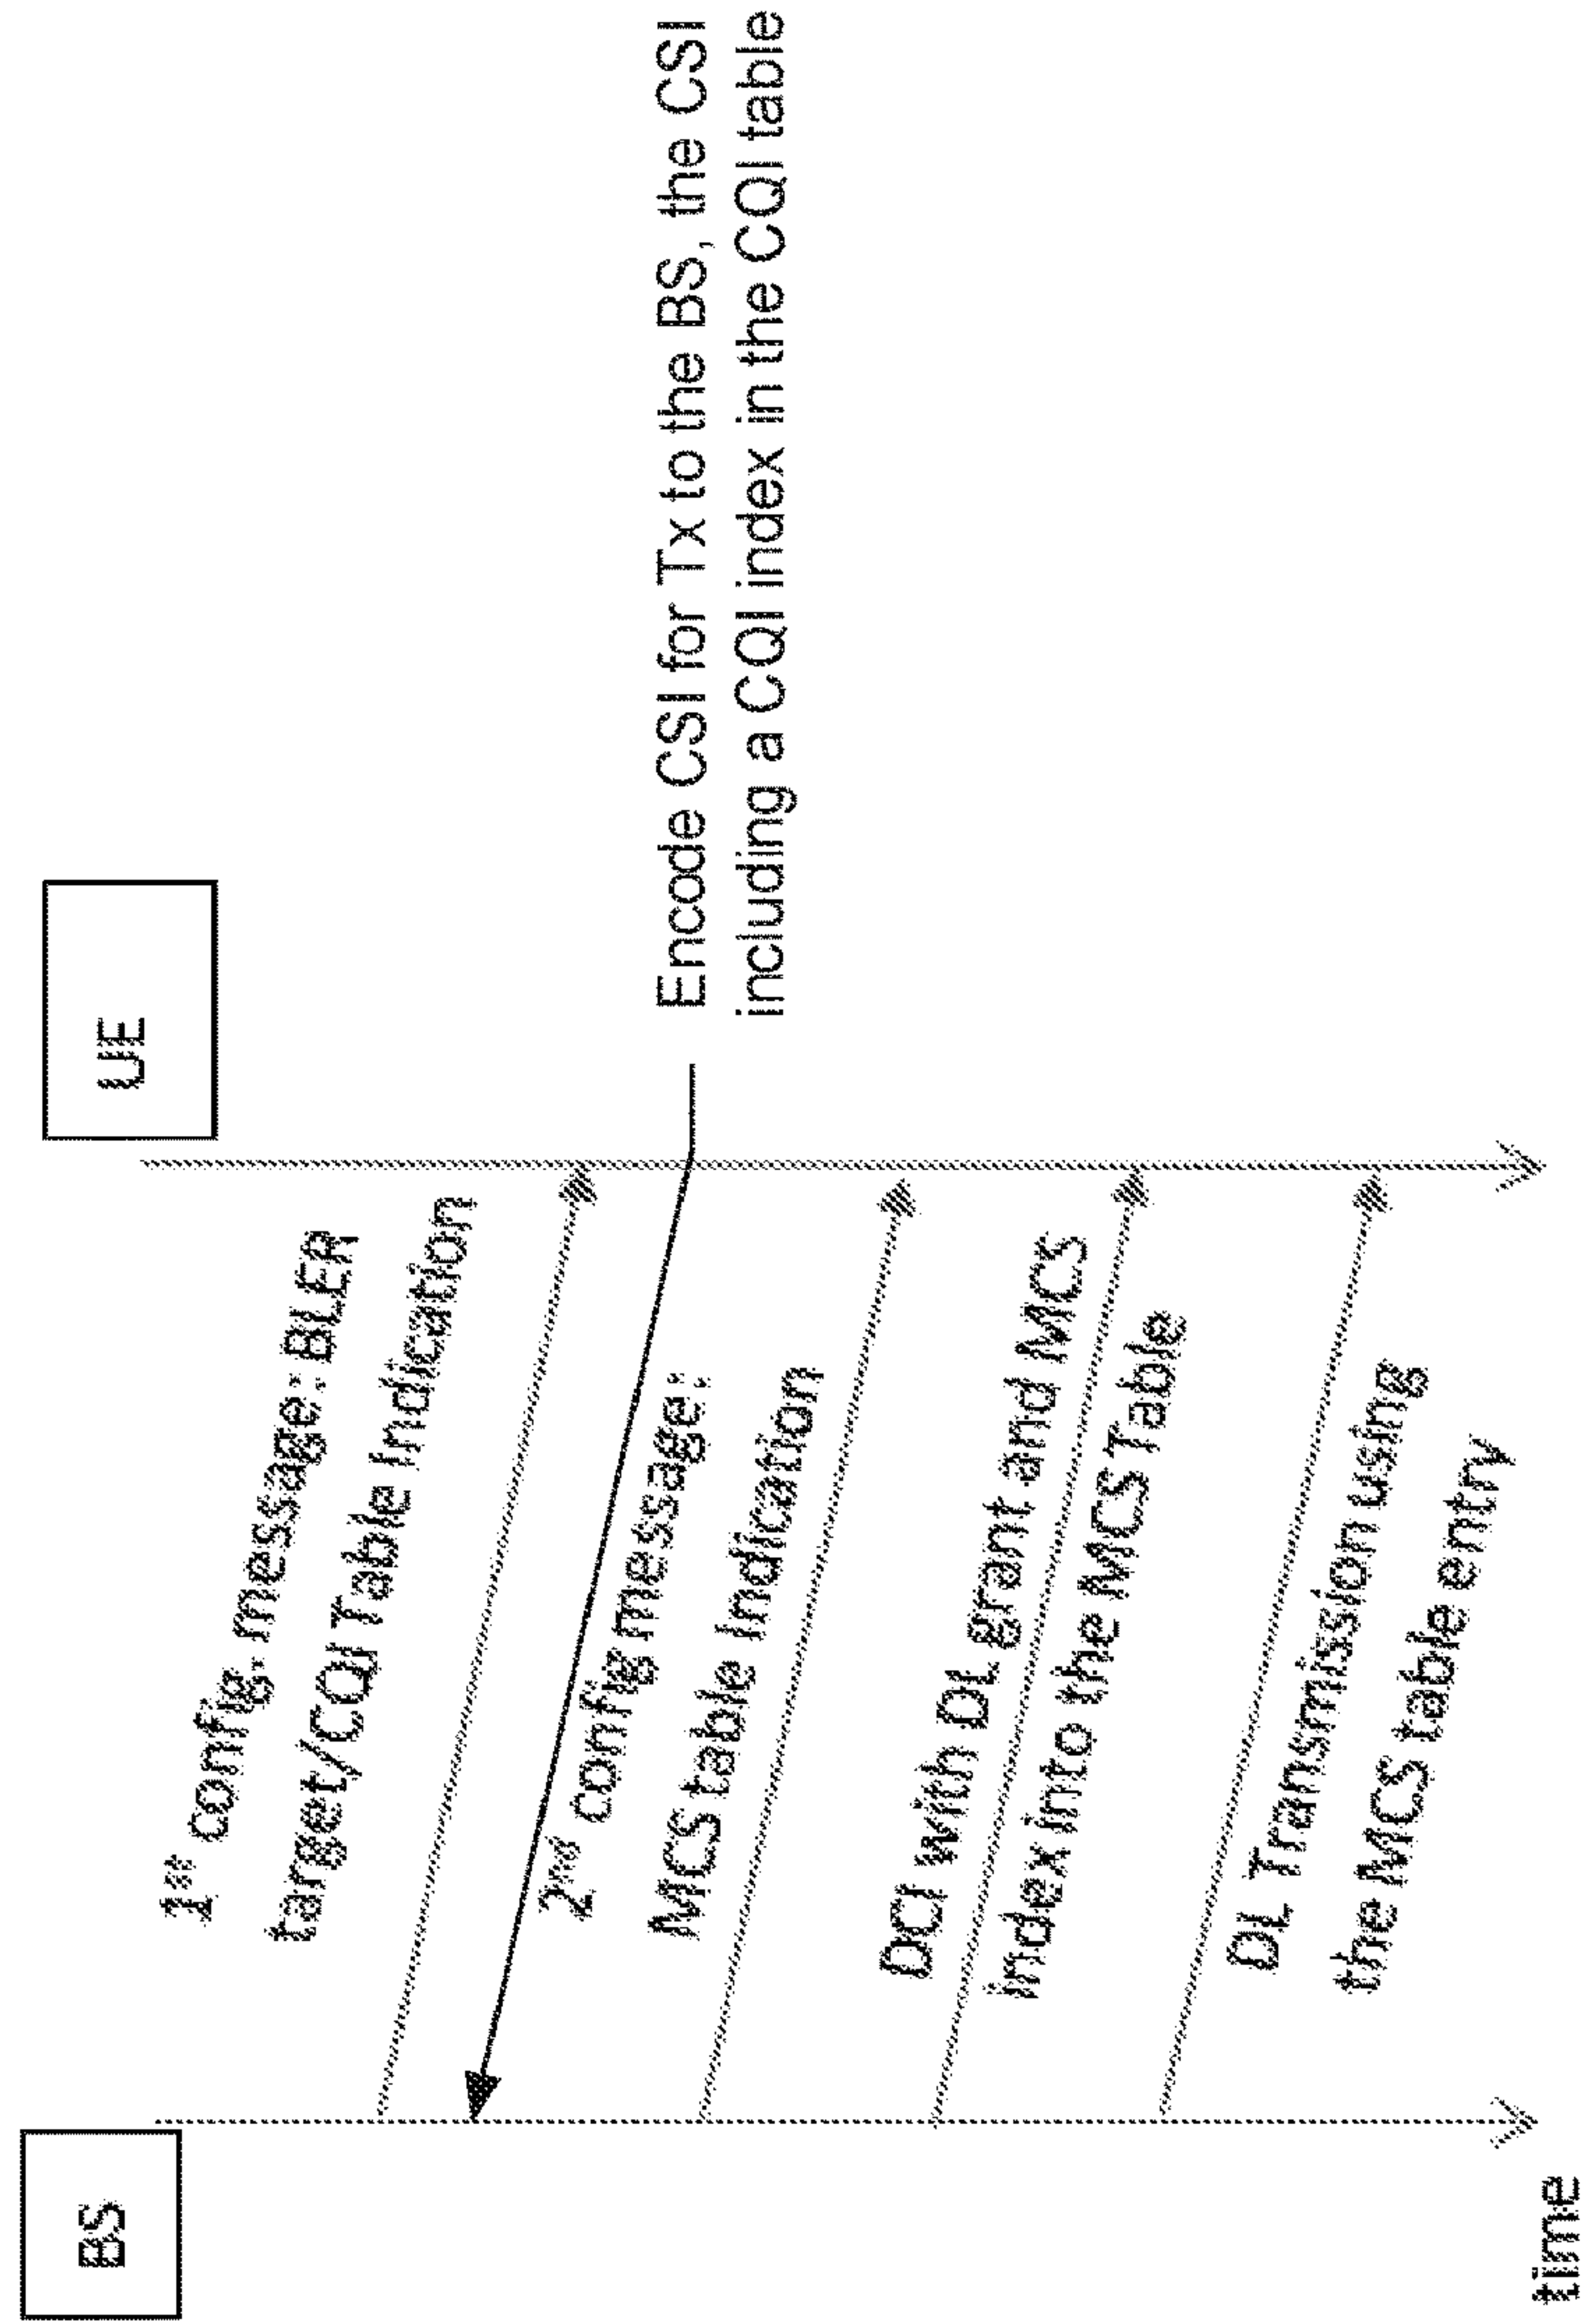 BS
UE
1st config. message: BLER
target/CQI Table Indication
Encode CSI for Tx to the BS, the CSI
including a CQI index in the CQI table
2nd config message:
MCS table Indication
DCI with DL grant and MCS
index into the MCS Table
DL Transmission using
the MCS table entry
time